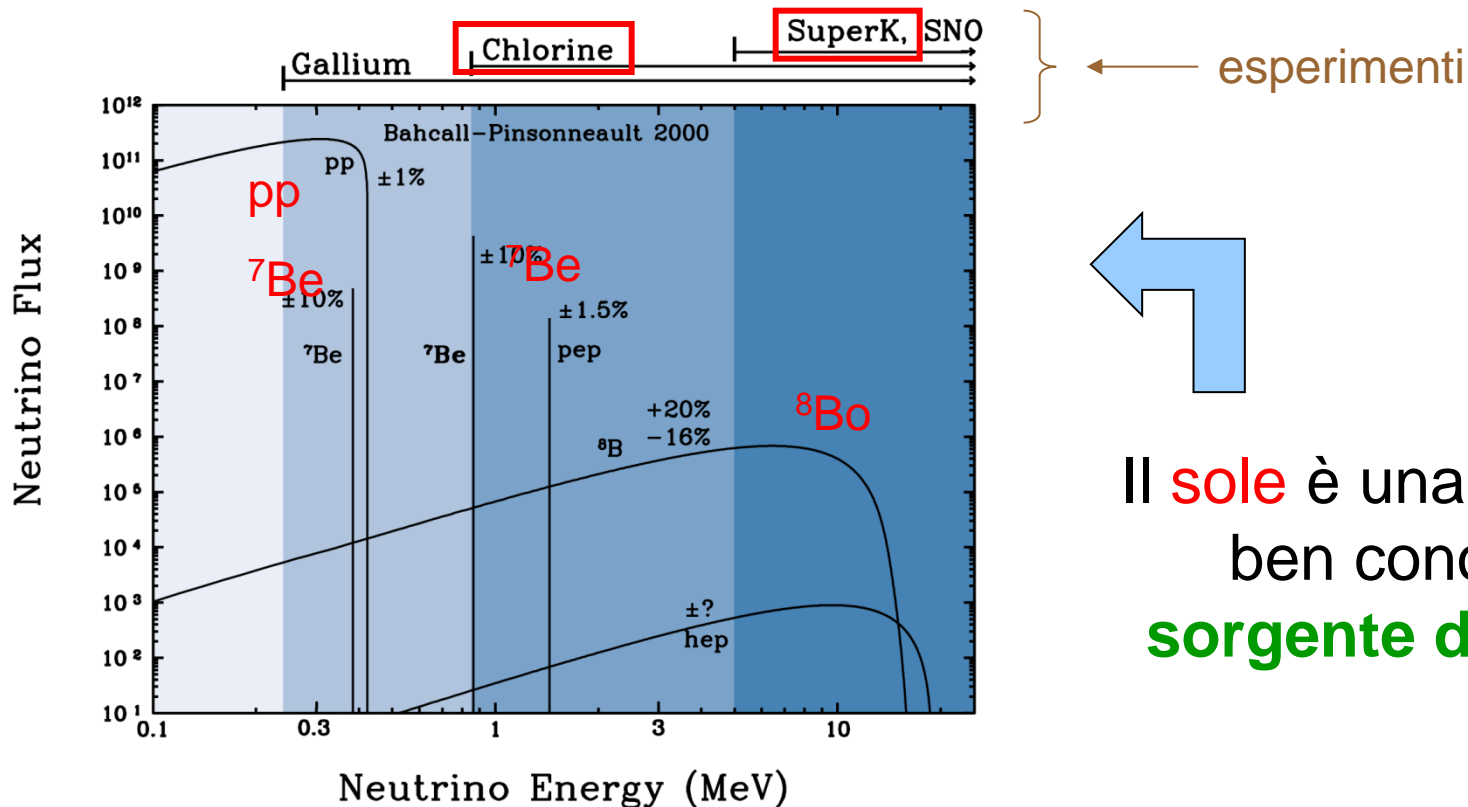 SuperK, SNO
Chlorine
Gallium
esperimenti
Bahcall-Pinsonneault 2000
10¹²
10¹¹
10¹⁰
10⁹
10⁸
10⁷
10⁶
10⁵
10⁴
10³
10²
10¹
Neutrino Flux
pp
±1%
pp
⁷Be
±10%
⁷Be
±10%
⁷Be
⁷Be
±1.5%
pep
+20%
-16%
⁸B
⁸Bo
±?
hep
0.1
0.3
1
3
10
Neutrino Energy (MeV)
Il sole è una
ben cono
sorgente d